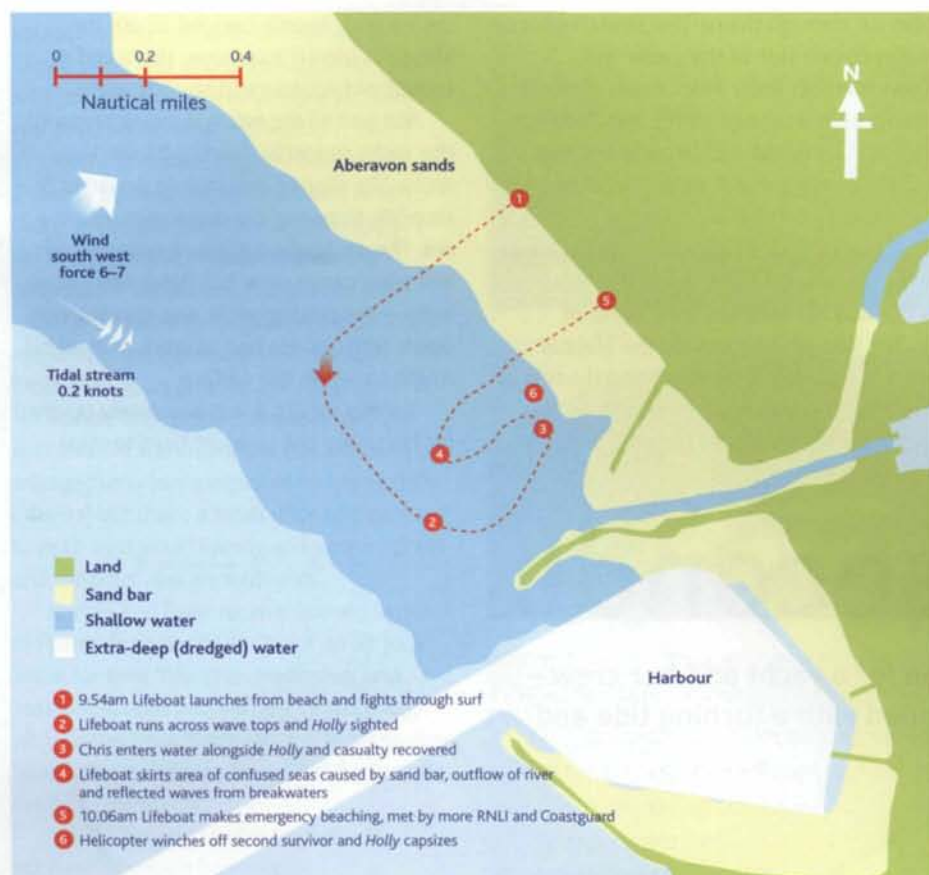 0 0.2 0.4
Nautical miles
N
Aberavon sands
1
Wind
south west
force 6–7
5
Tidal stream
0.2 knots
6
3
4
2
Land
Sand bar
Shallow water
Extra-deep (dredged) water
Harbour
1 9.54am Lifeboat launches from beach and fights through surf
2 Lifeboat runs across wave tops and Holly sighted
3 Chris enters water alongside Holly and casualty recovered
4 Lifeboat skirts area of confused seas caused by sand bar, outflow of river
and reflected waves from breakwaters
5 10.06am Lifeboat makes emergency beaching, met by more RNLI and Coastguard
6 Helicopter winches off second survivor and Holly capsizes